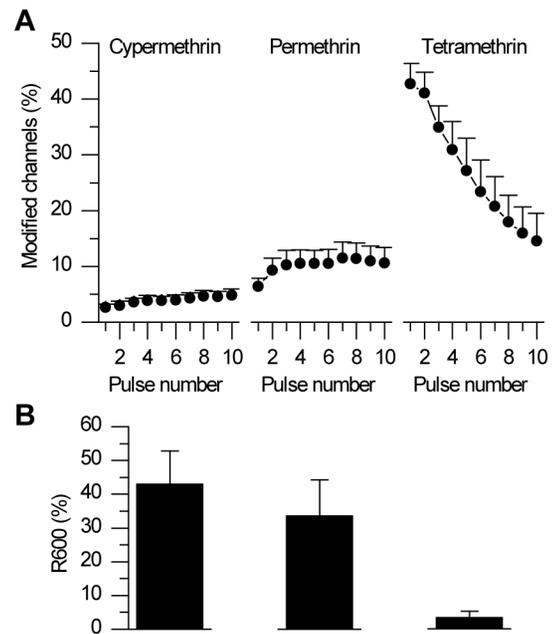 A
Cypermethrin Permethrin Tetramethrin
Modified channels (%)
50
40
30
20
10
0
2 4 6 8 10 2 4 6 8 10 2 4 6 8 10
Pulse number Pulse number Pulse number
B
R600 (%)
60
50
40
30
20
10
0